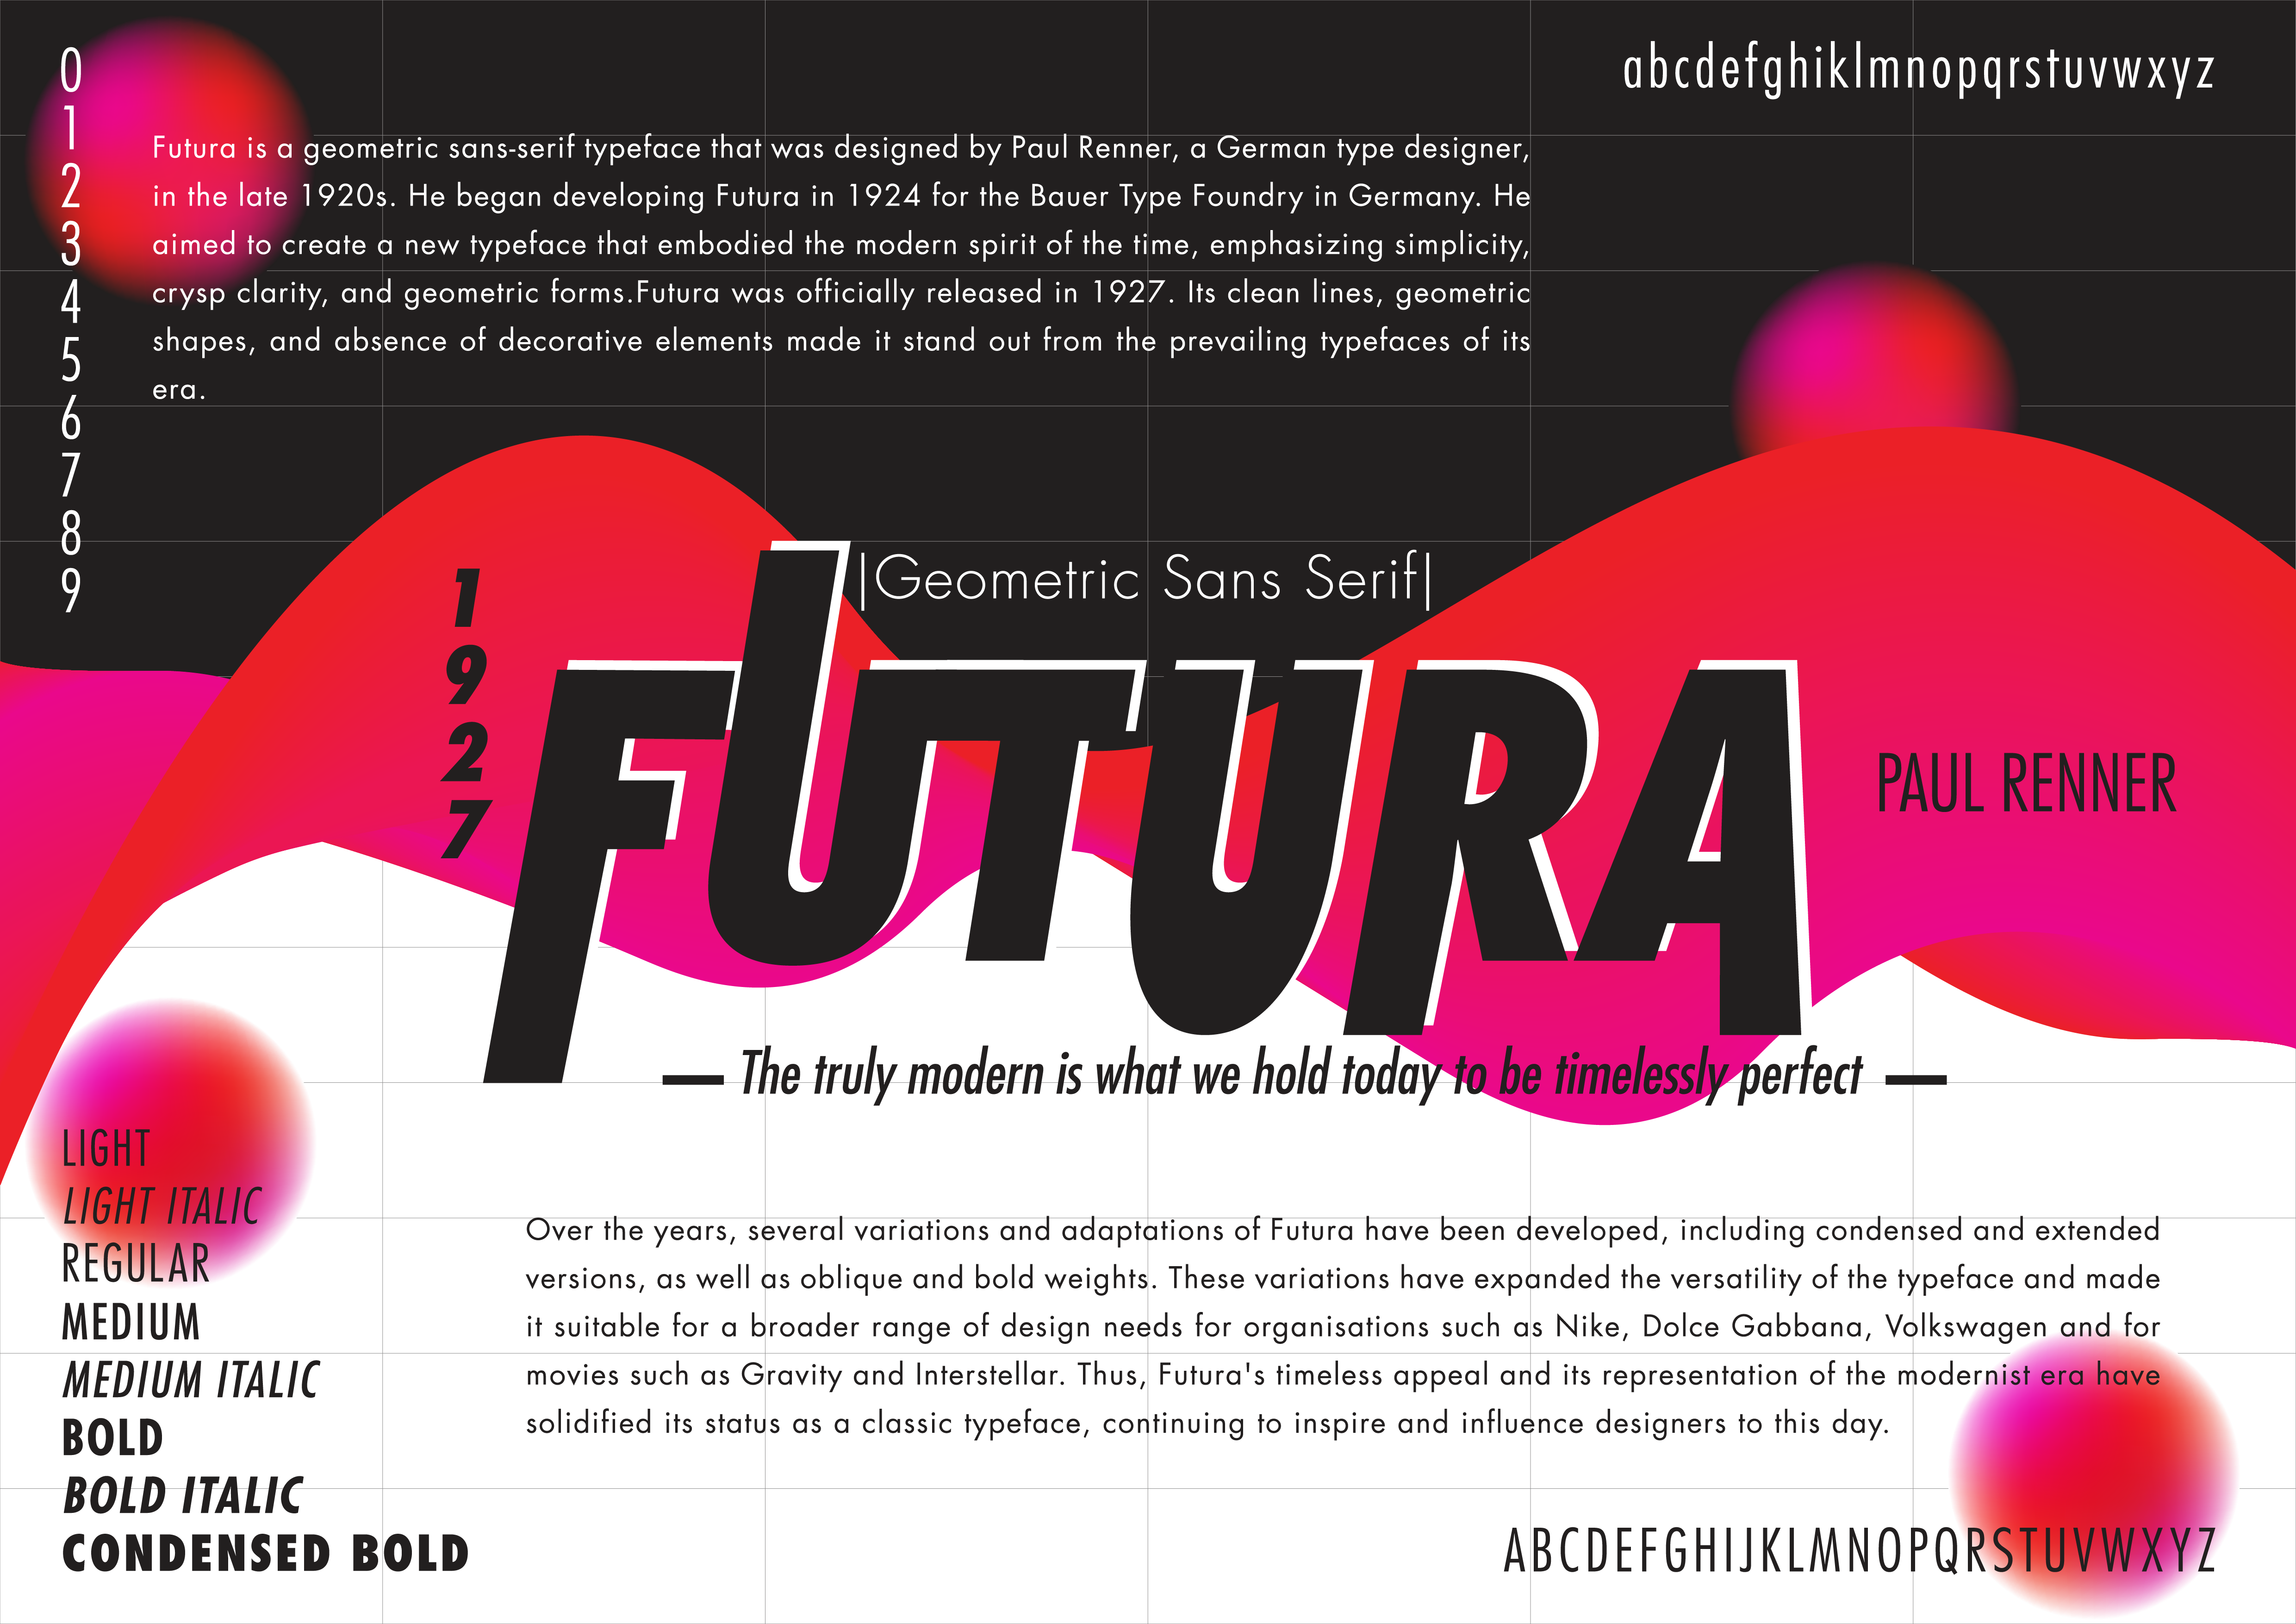 0
1
2
3
4
5
6
7
8
9
abcdefghiklmnopqrstuvwxyz
Futura is a geometric sans-serif typeface that was designed by Paul Renner, a German type designer,
in the late 1920s. He began developing Futura in 1924 for the Bauer Type Foundry in Germany. He
aimed to create a new typeface that embodied the modern spirit of the time, emphasizing simplicity,
crysp clarity, and geometric forms.Futura was officially released in 1927. Its clean lines, geometric
shapes, and absence of decorative elements made it stand out from the prevailing typefaces of its
era.
|Geometric Sans Serif|
1
9
2
7
FUTURA
PAUL RENNER
— The truly modern is what we hold today to be timelessly perfect —
LIGHT
LIGHT ITALIC
REGULAR
MEDIUM
MEDIUM ITALIC
BOLD
BOLD ITALIC
CONDENSED BOLD
Over the years, several variations and adaptations of Futura have been developed, including condensed and extended
versions, as well as oblique and bold weights. These variations have expanded the versatility of the typeface and made
it suitable for a broader range of design needs for organisations such as Nike, Dolce Gabbana, Volkswagen and for
movies such as Gravity and Interstellar. Thus, Futura's timeless appeal and its representation of the modernist era have
solidified its status as a classic typeface, continuing to inspire and influence designers to this day.
ABCDEFGHIJKLMNOPQRSTUVWXYZ